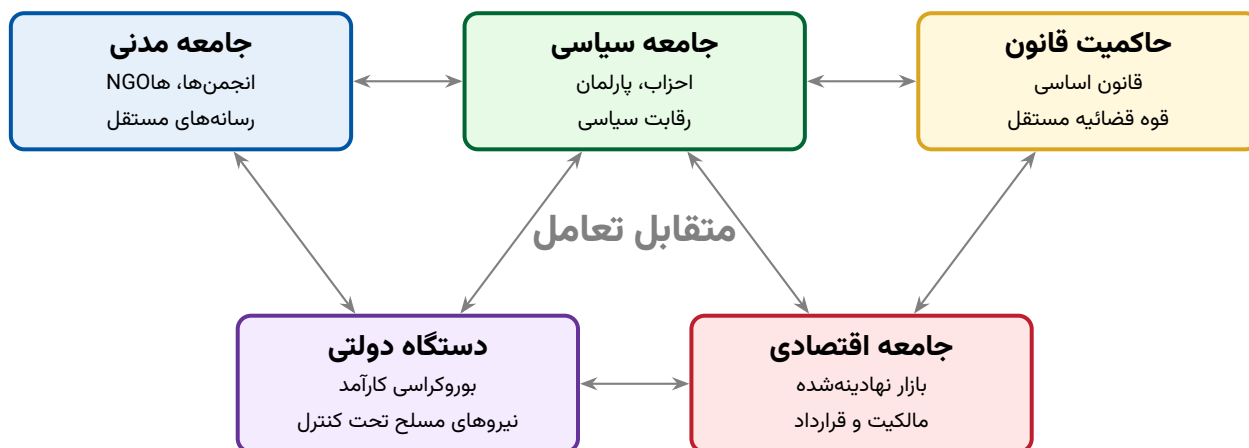 حاکمیت قانون
قانون اساسی
قوه قضائیه مستقل
جامعه سیاسی
احزاب، پارلمان
رقابت سیاسی
جامعه مدنی
انجمن‌ها، هاNGO
رسانه‌های مستقل
متقابل تعامل
جامعه اقتصادی
بازار نهادینه‌شده
مالکیت و قرارداد
دستگاه دولتی
بوروکراسی کارآمد
نیروهای مسلح تحت کنترل